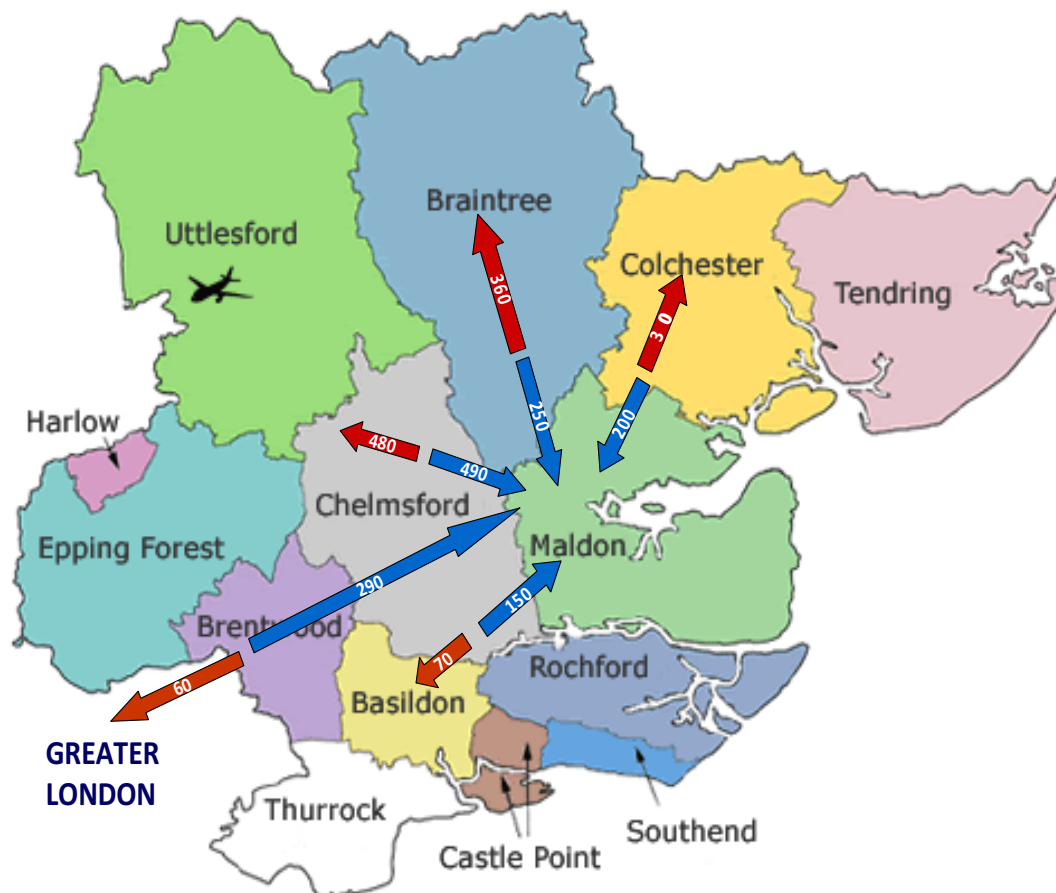 Braintree
Uttlesford
Colchester
Tendring
360
3 0
250
200
Harlow
480
490
Chelmsford
Epping Forest
Maldon
290
150
Brentwood
70
Rochford
60
Basildon
GREATER
LONDON
Thurrock
Southend
Castle Point